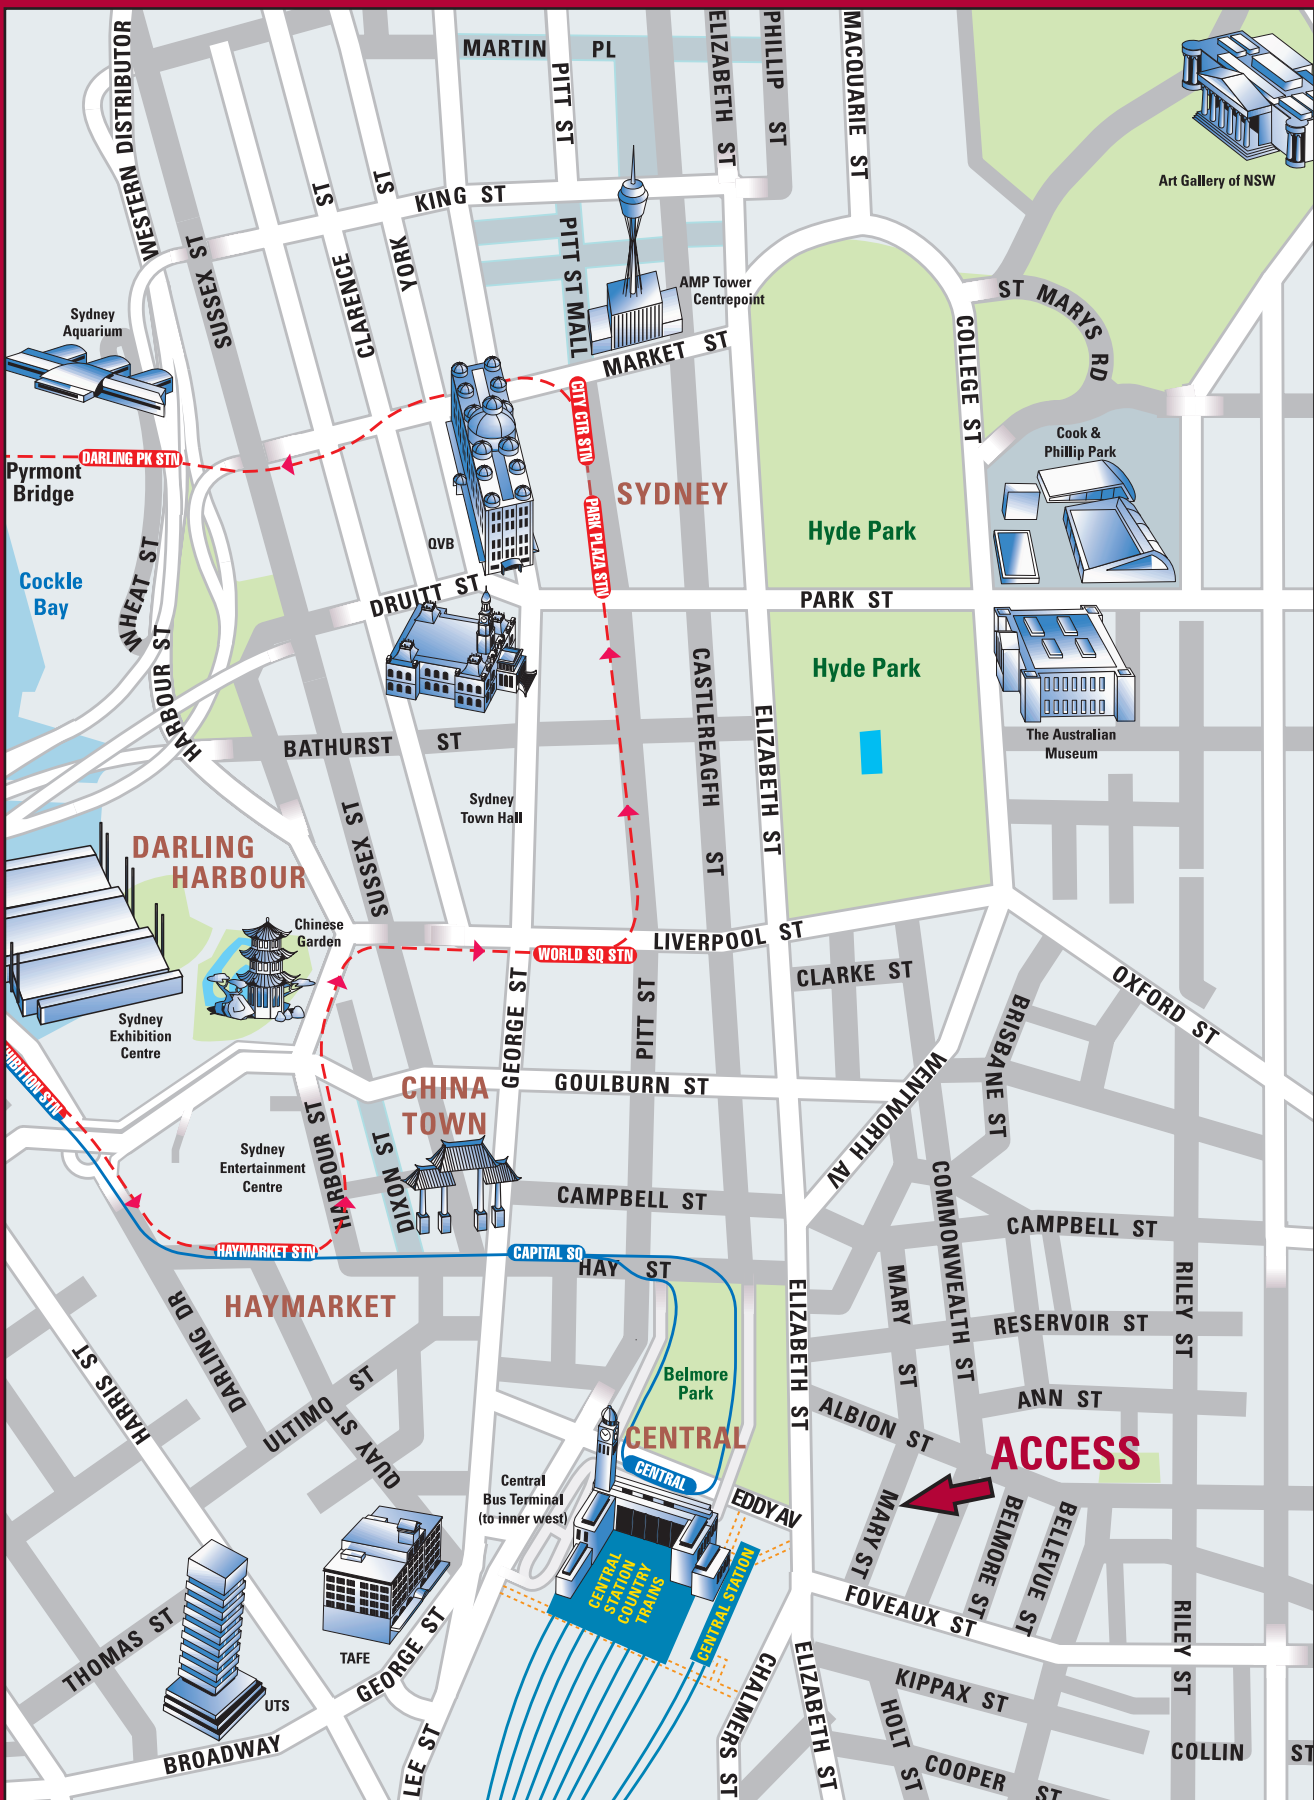 MARTIN PL
PITT ST
ELIZABETH ST
PHILLIP ST
MACQUARIE ST
WESTERN DISTRIBUTOR
Art Gallery of NSW
KING ST
CLARENCE ST
YORK ST
SUSSEX ST
PITT ST MALL
AMP Tower
Centrepoint
ST MARYS RD
COLLEGE ST
Sydney
Aquarium
MARKET ST
CITY CTR STN
DARLING PK STN
Pyrmont
Bridge
Cook &
Phillip Park
SYDNEY
PARK PLAZA STN
QVB
Hyde Park
Cockle
Bay
WHEAT ST
DRUITT ST
PARK ST
HARBOUR ST
Hyde Park
CASTLEREAGFH ST
ELIZABETH ST
BATHURST ST
The Australian
Museum
Sydney
Town Hall
SUSSEX ST
DARLING
HARBOUR
Chinese
Garden
WORLD SQ STN
LIVERPOOL ST
CLARKE ST
OXFORD ST
BRISBANE ST
Sydney
Exhibition
Centre
HIBITION STN
GEORGE ST
PITT ST
GOULBURN ST
WENTWORTH AV
CHINA
TOWN
HARBOUR ST
DIXON ST
Sydney
Entertainment
Centre
CAMPBELL ST
COMMONWEALTH ST
CAMPBELL ST
HAYMARKET STN
CAPITAL SQ
HAY ST
HAYMARKET
DARLING DR
HARRIS ST
ELIZABETH ST
MARY ST
RILEY ST
RESERVOIR ST
Belmore
Park
ANN ST
ULTIMO ST
QUAY ST
ALBION ST
CENTRAL
ACCESS
CENTRAL
Central
Bus Terminal
(to inner west)
EDDY AV
MARY ST
BELMORE ST
BELLEVUE ST
CENTRAL
STATION
COUNTRY
TRAINS
CENTRAL STATION
FOVEAUX ST
THOMAS ST
TAFE
UTS
GEORGE ST
RILEY ST
KIPPAX ST
CHALMERS ST
ELIZABETH ST
HOLT ST
BROADWAY
LEE ST
COOPER ST
COLLIN ST